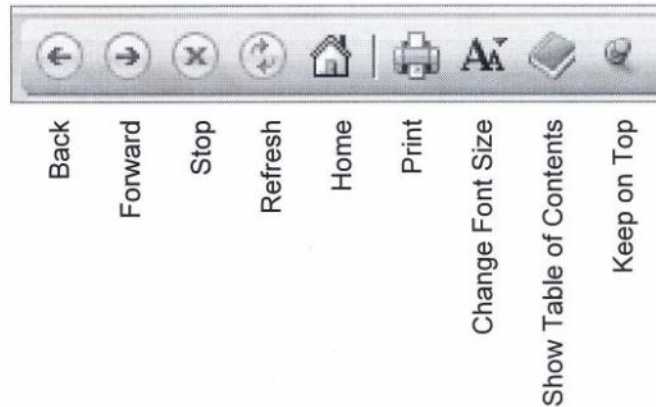 Back
Forward
Stop
Refresh
Home
Print
Change Font Size
Show Table of Contents
Keep on Top